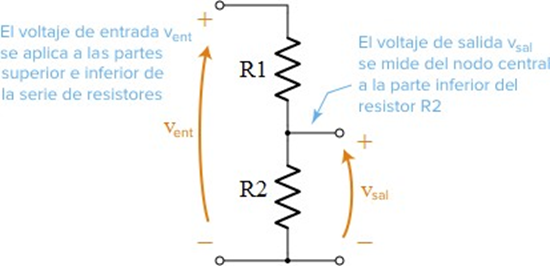 El voltaje de entrada vent
se aplica a las partes
superior e inferior de
la serie de resistores
+
R1
El voltaje de salida vsal
se mide del nodo central
a la parte inferior del
resistor R2
vent
+
R2
vsal
−
−